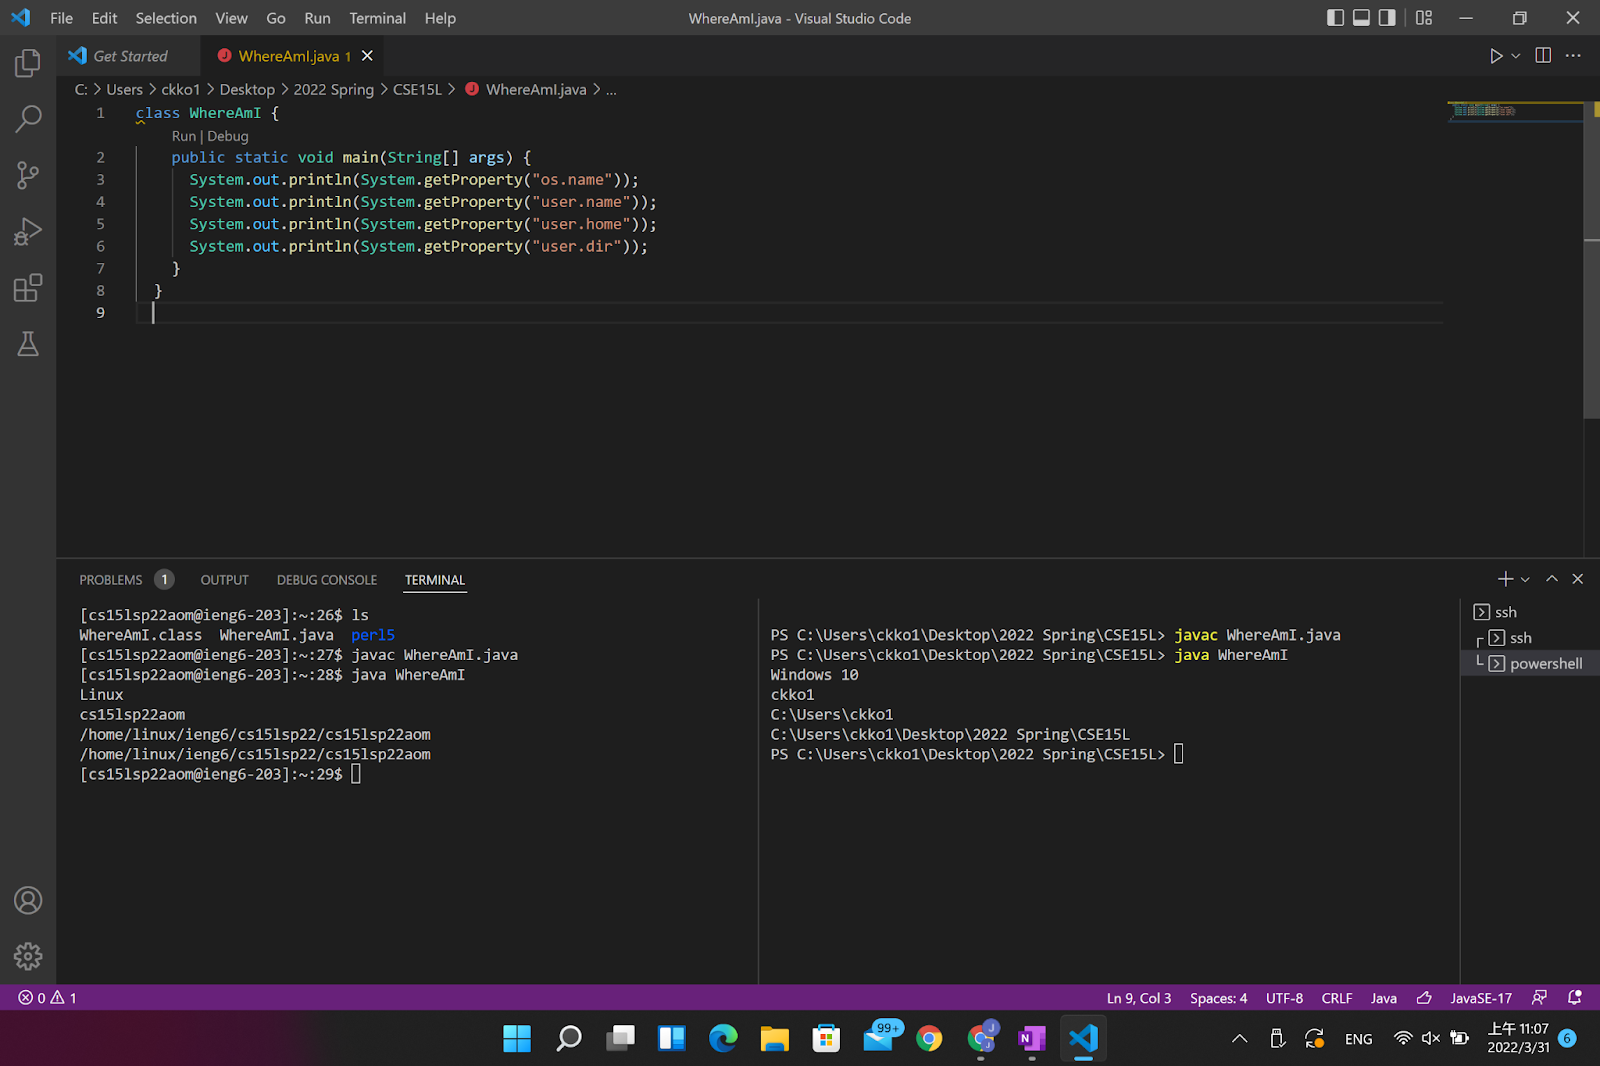 File Edit Selection View Go Run Terminal Help
WhereAmI.java - Visual Studio Code
Get Started
WhereAmI.java 1
C: > Users > ckko1 > Desktop > 2022 Spring > CSE15L > WhereAmI.java > ...
1 class WhereAmI {
Run | Debug
2 public static void main(String[] args) {
3 System.out.println(System.getProperty("os.name"));
4 System.out.println(System.getProperty("user.name"));
5 System.out.println(System.getProperty("user.home"));
6 System.out.println(System.getProperty("user.dir"));
7 }
8 }
9
PROBLEMS 1 OUTPUT DEBUG CONSOLE TERMINAL
[cs15lsp22aom@ieng6-203]:~:26$ ls
WhereAmI.class WhereAmI.java perl5
[cs15lsp22aom@ieng6-203]:~:27$ javac WhereAmI.java
[cs15lsp22aom@ieng6-203]:~:28$ java WhereAmI
Linux
cs15lsp22aom
/home/linux/ieng6/cs15lsp22/cs15lsp22aom
/home/linux/ieng6/cs15lsp22/cs15lsp22aom
[cs15lsp22aom@ieng6-203]:~:29$
PS C:\Users\ckko1\Desktop\2022 Spring\CSE15L> javac WhereAmI.java
PS C:\Users\ckko1\Desktop\2022 Spring\CSE15L> java WhereAmI
Windows 10
ckko1
C:\Users\ckko1
C:\Users\ckko1\Desktop\2022 Spring\CSE15L
PS C:\Users\ckko1\Desktop\2022 Spring\CSE15L>
ssh
ssh
powershell
0 1
Ln 9, Col 3 Spaces: 4 UTF-8 CRLF Java JavaSE-17
99+
J
J
N
ENG
上午 11:07
2022/3/31
6